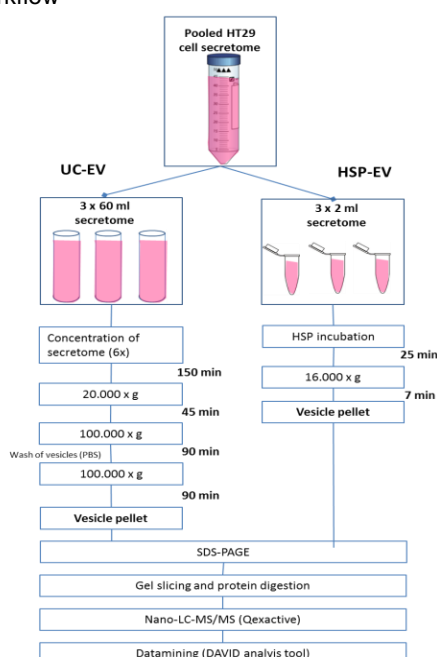 rkflow
Pooled HT29
cell secretome
UC-EV
HSP-EV
3 x 60 ml
secretome
3 x 2 ml
secretome
Concentration of
secretome (6x)
HSP incubation
150 min
25 min
20.000 x g
16.000 x g
45 min
7 min
100.000 x g
Vesicle pellet
Wash of vesicles (PBS)
90 min
100.000 x g
90 min
Vesicle pellet
SDS-PAGE
Gel slicing and protein digestion
Nano-LC-MS/MS (Qexactive)
Datamining (DAVID analyis tool)